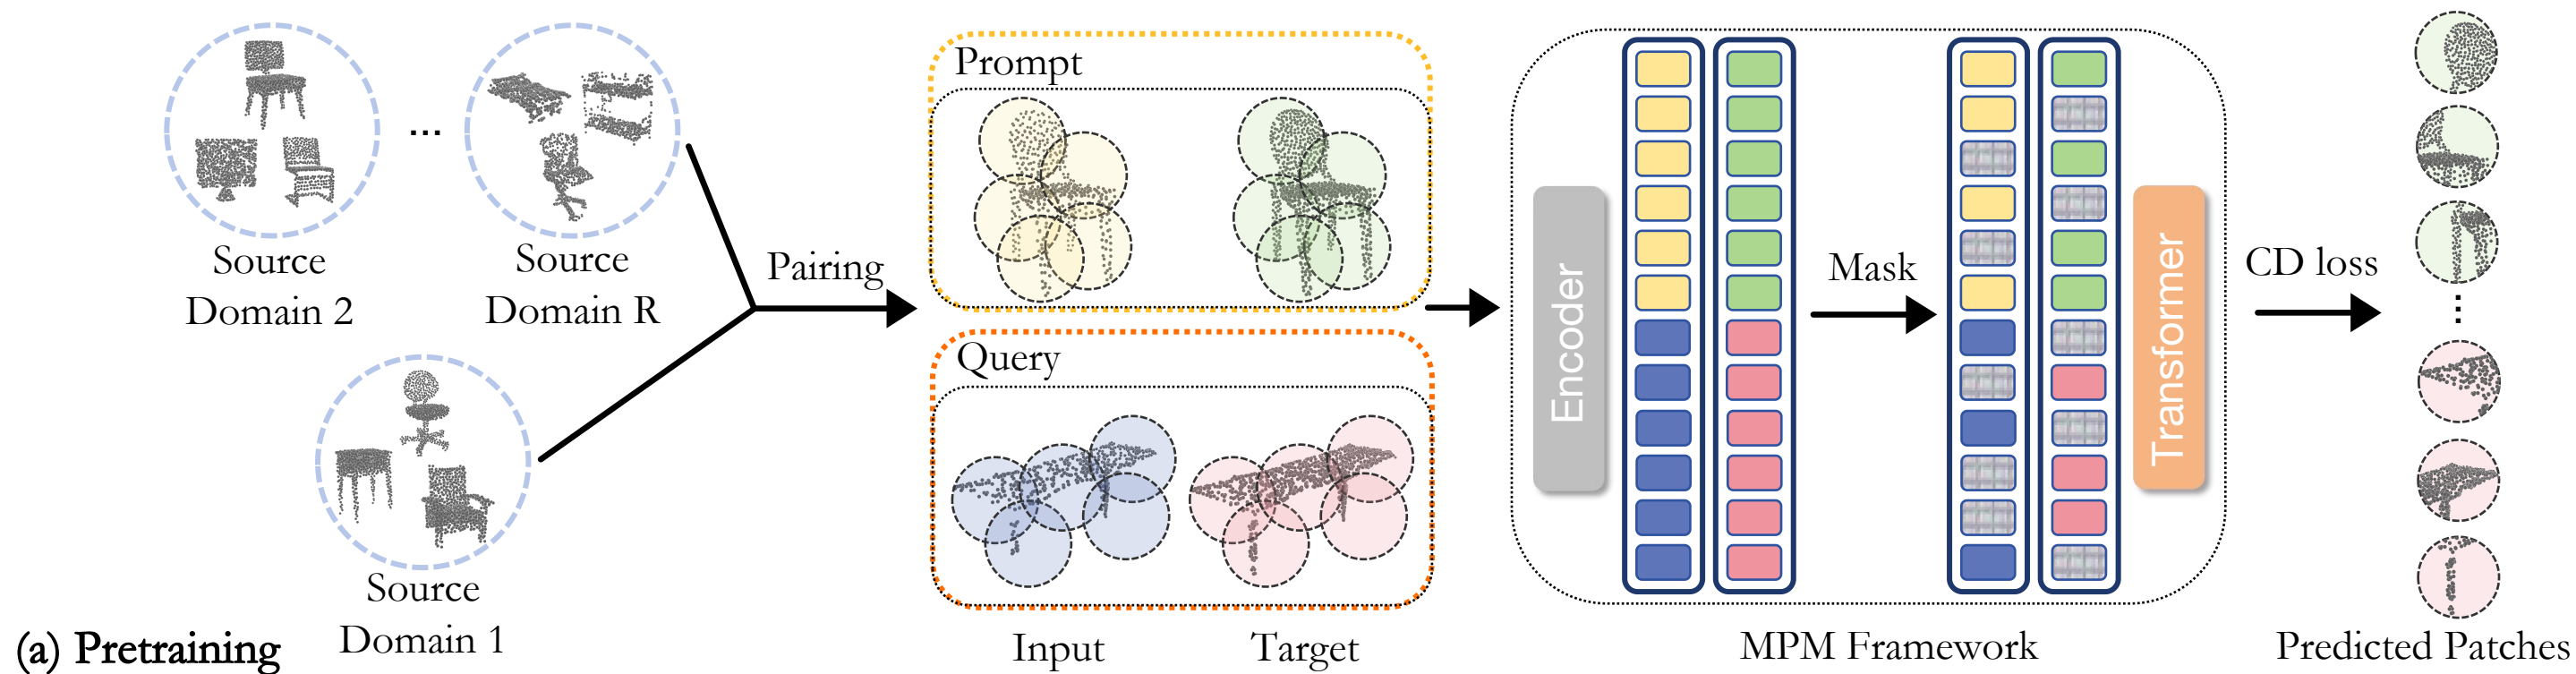 Source
Domain 2
...
Source
Domain R
Source
Domain 1
(a) Pretraining
Pairing
Prompt
Query
Input
Target
Encoder
Mask
Transformer
MPM Framework
CD loss
Predicted Patches